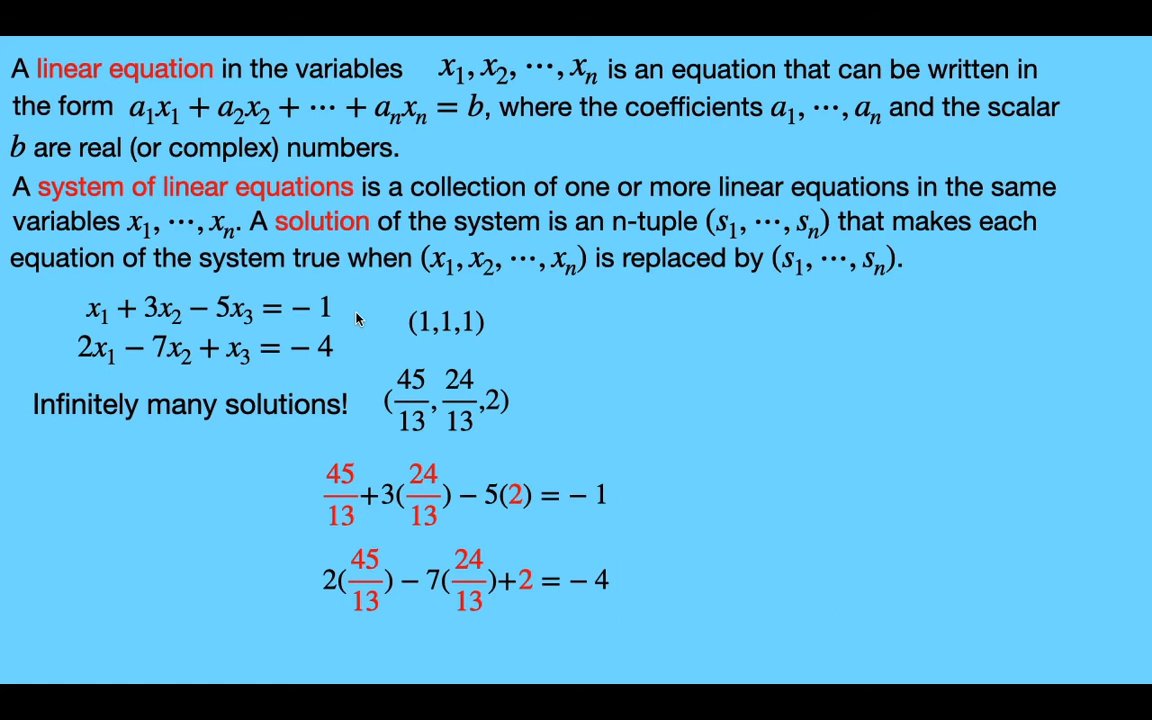 A linear equation in the variables x₁, x₂, ⋯, xₙ is an equation that can be written in
the form a₁x₁ + a₂x₂ + ⋯ + aₙxₙ = b, where the coefficients a₁, ⋯, aₙ and the scalar
b are real (or complex) numbers.
A system of linear equations is a collection of one or more linear equations in the same
variables x₁, ⋯, xₙ. A solution of the system is an n-tuple (s₁, ⋯, sₙ) that makes each
equation of the system true when (x₁, x₂, ⋯, xₙ) is replaced by (s₁, ⋯, sₙ).
x₁ + 3x₂ − 5x₃ = − 1
2x₁ − 7x₂ + x₃ = − 4
(1,1,1)
Infinitely many solutions!
(45/13, 24/13, 2)
45/13 +3(24/13) − 5(2) = − 1
2(45/13) − 7(24/13)+2 = − 4